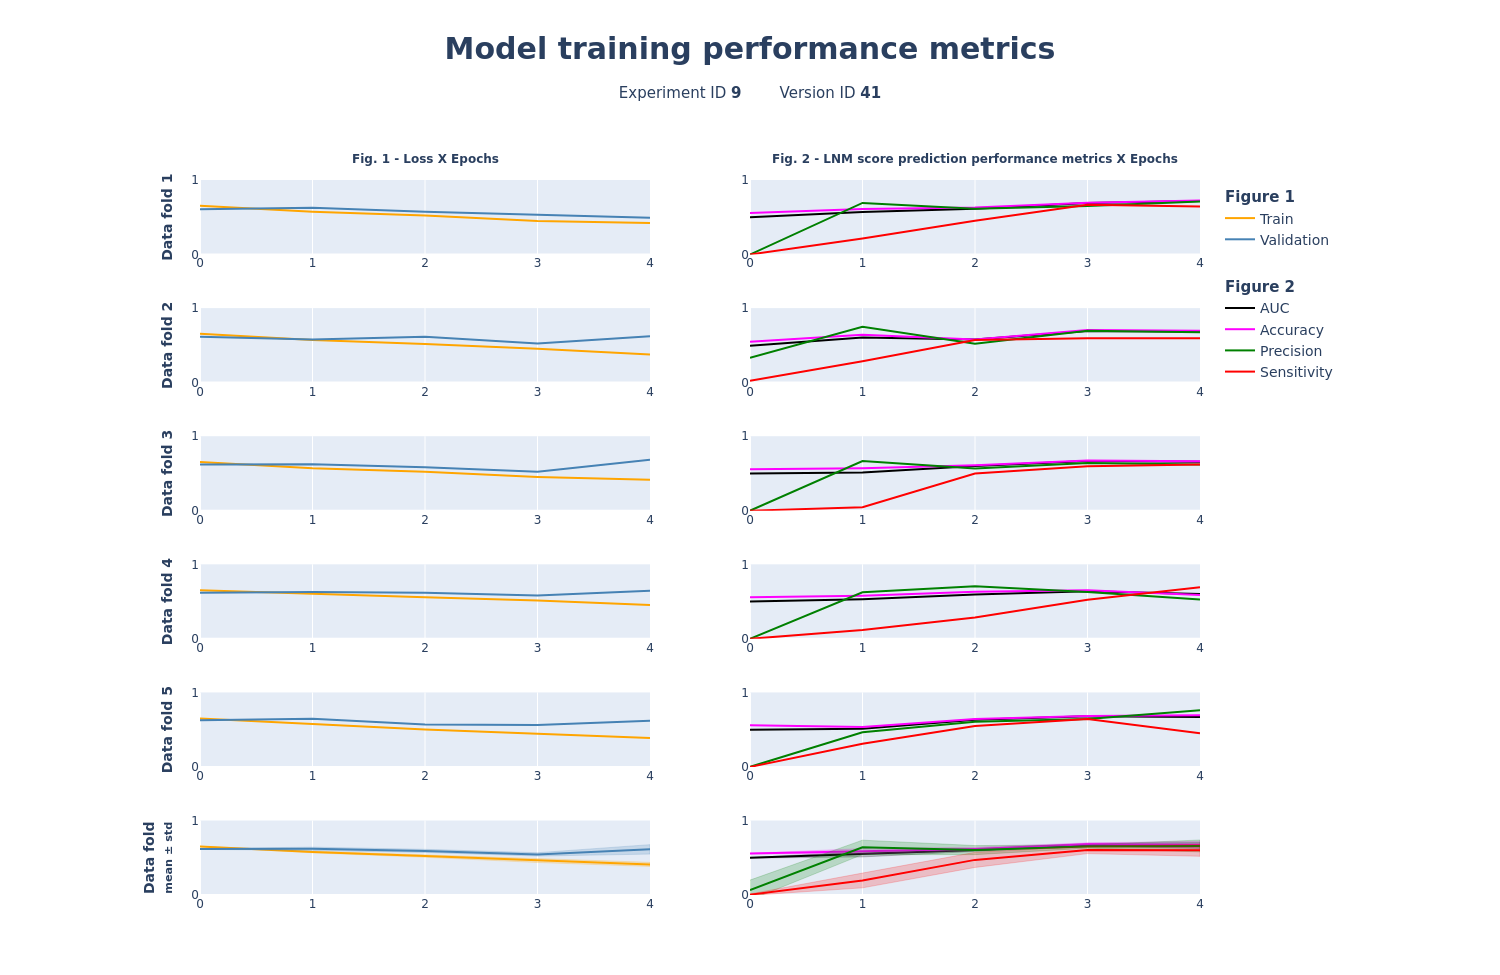 Model training performance metrics
Experiment ID 9 Version ID 41
Fig. 1 - Loss X Epochs
Fig. 2 - LNM score prediction performance metrics X Epochs
Data fold 1
1
0
0 1 2 3 4
1
0
0 1 2 3 4
Figure 1
Train
Validation
Figure 2
AUC
Accuracy
Precision
Sensitivity
Data fold 2
1
0
0 1 2 3 4
1
0
0 1 2 3 4
Data fold 3
1
0
0 1 2 3 4
1
0
0 1 2 3 4
Data fold 4
1
0
0 1 2 3 4
1
0
0 1 2 3 4
Data fold 5
1
0
0 1 2 3 4
1
0
0 1 2 3 4
Data fold
mean ± std
1
0
0 1 2 3 4
1
0
0 1 2 3 4